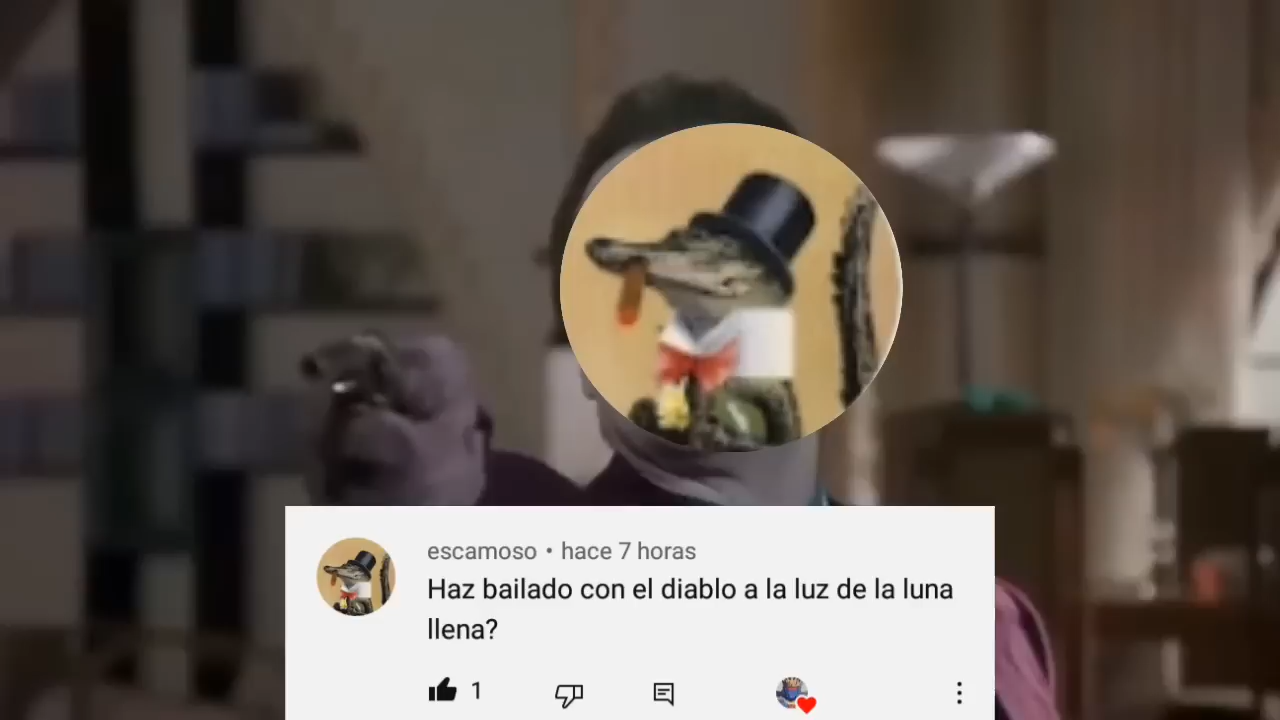 escamoso • hace 7 horas
Haz bailado con el diablo a la luz de la luna
llena?
1